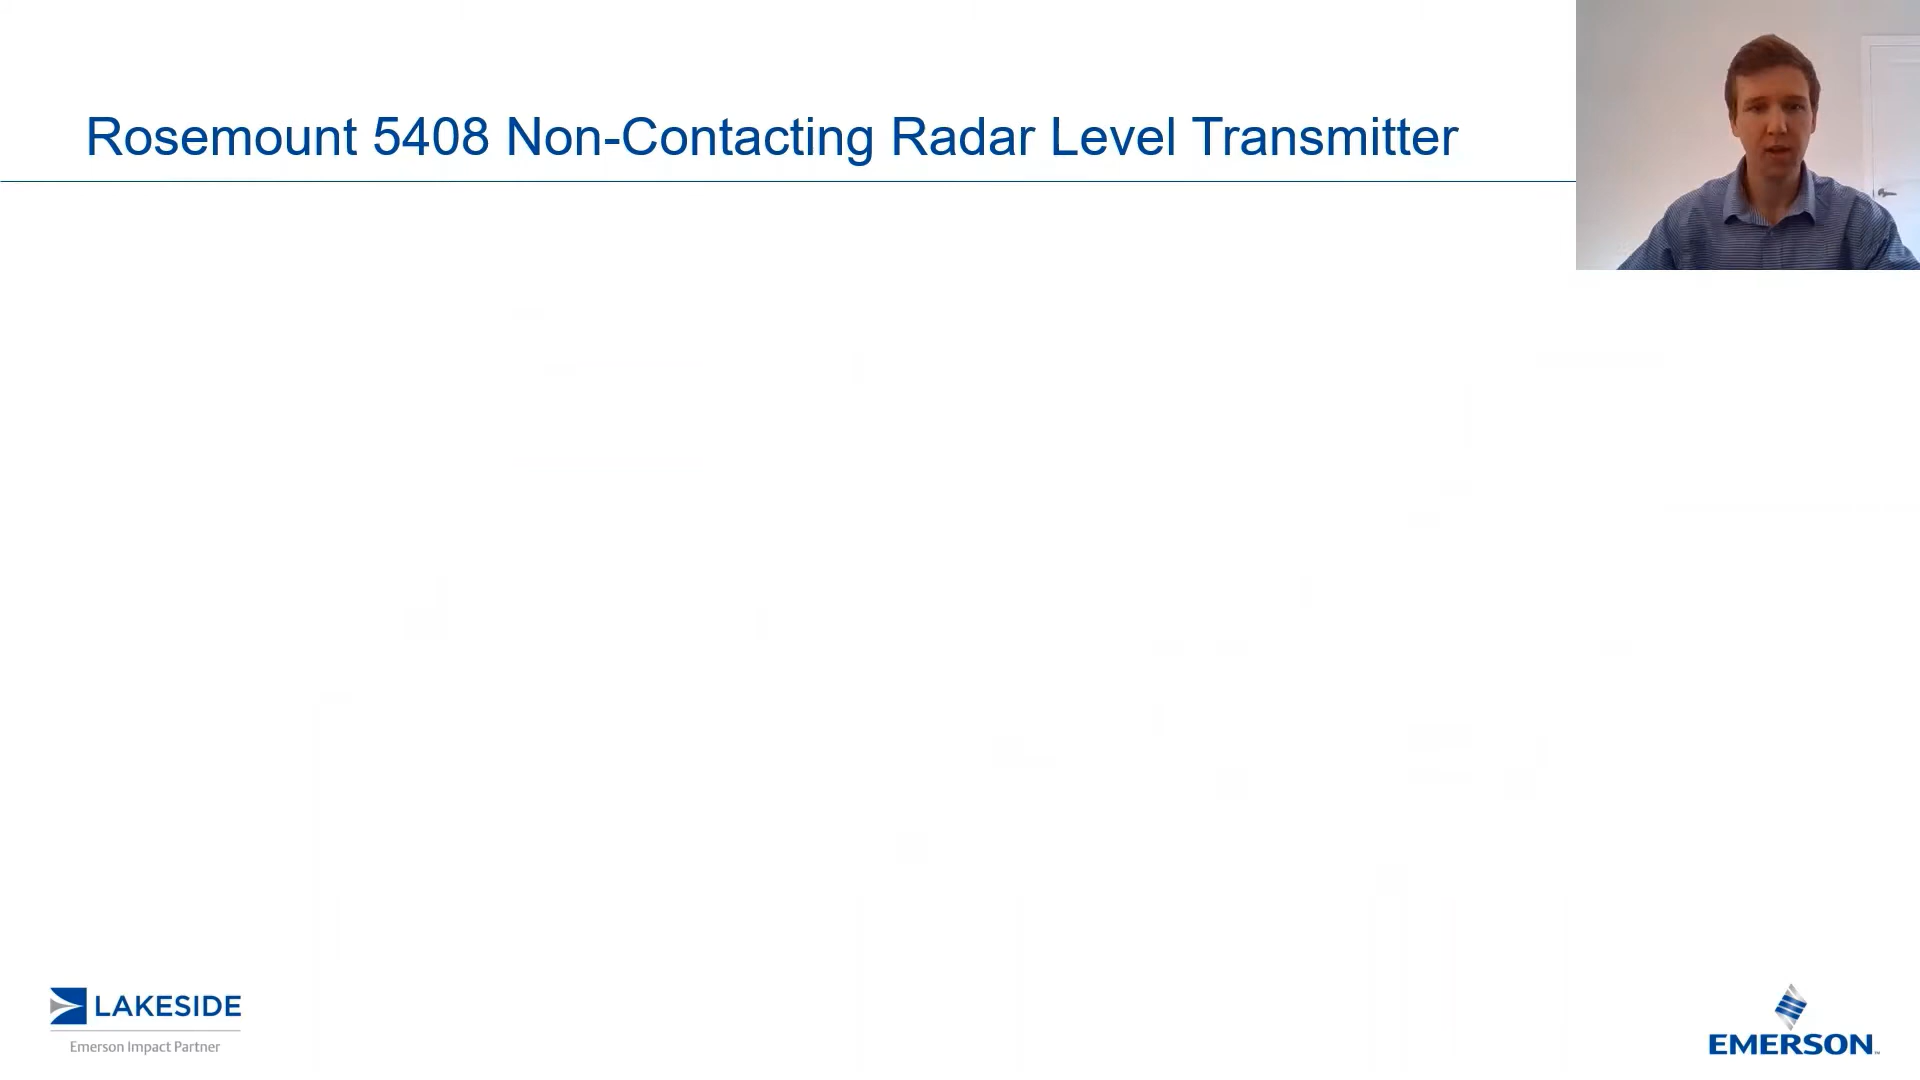 Rosemount 5408 Non-Contacting Radar Level Transmitter
LAKESIDE
Emerson Impact Partner
EMERSON